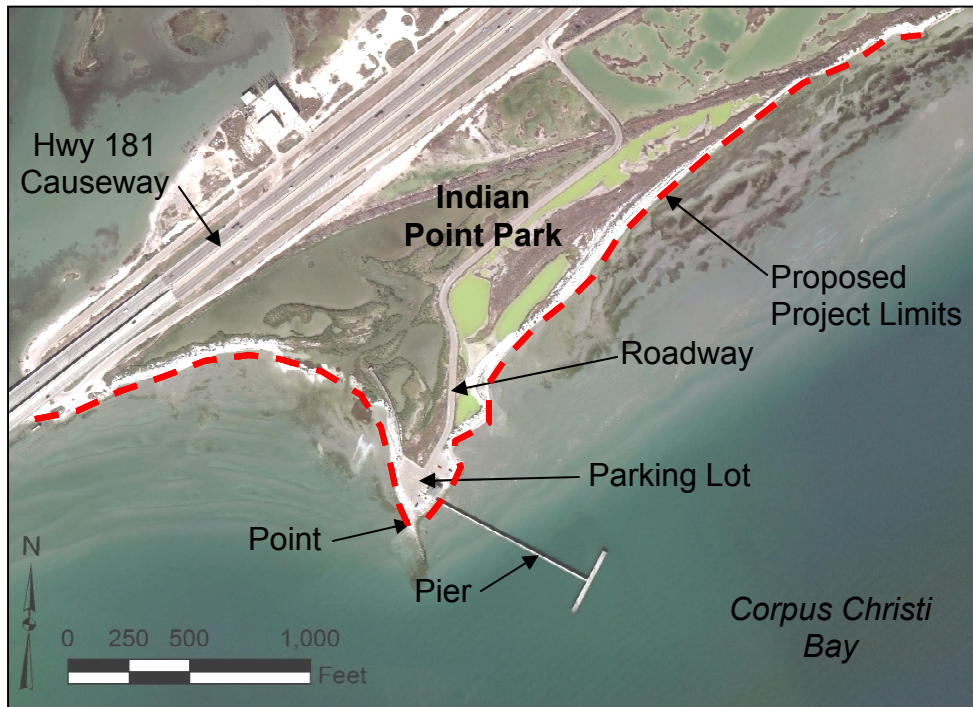 Hwy 181
Causeway
Indian
Point Park
Proposed
Project Limits
Roadway
Parking Lot
Point
Pier
N
Corpus Christi
Bay
0 250 500 1,000
Feet